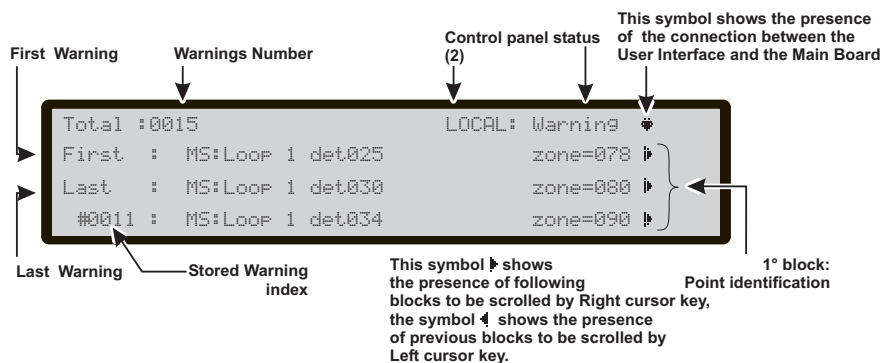 This symbol shows the presence
of the connection between the
User Interface and the Main Board
Control panel status
(2)
First Warning
Warnings Number
Total :0015 LOCAL: Warning
First : MS:Loop 1 det025 zone=078
Last : MS:Loop 1 det030 zone=080
#0011 : MS:Loop 1 det034 zone=090
Last Warning
Stored Warning
index
This symbol shows
the presence of following
blocks to be scrolled by Right cursor key,
the symbol shows the presence
of previous blocks to be scrolled by
Left cursor key.
1° block:
Point identification